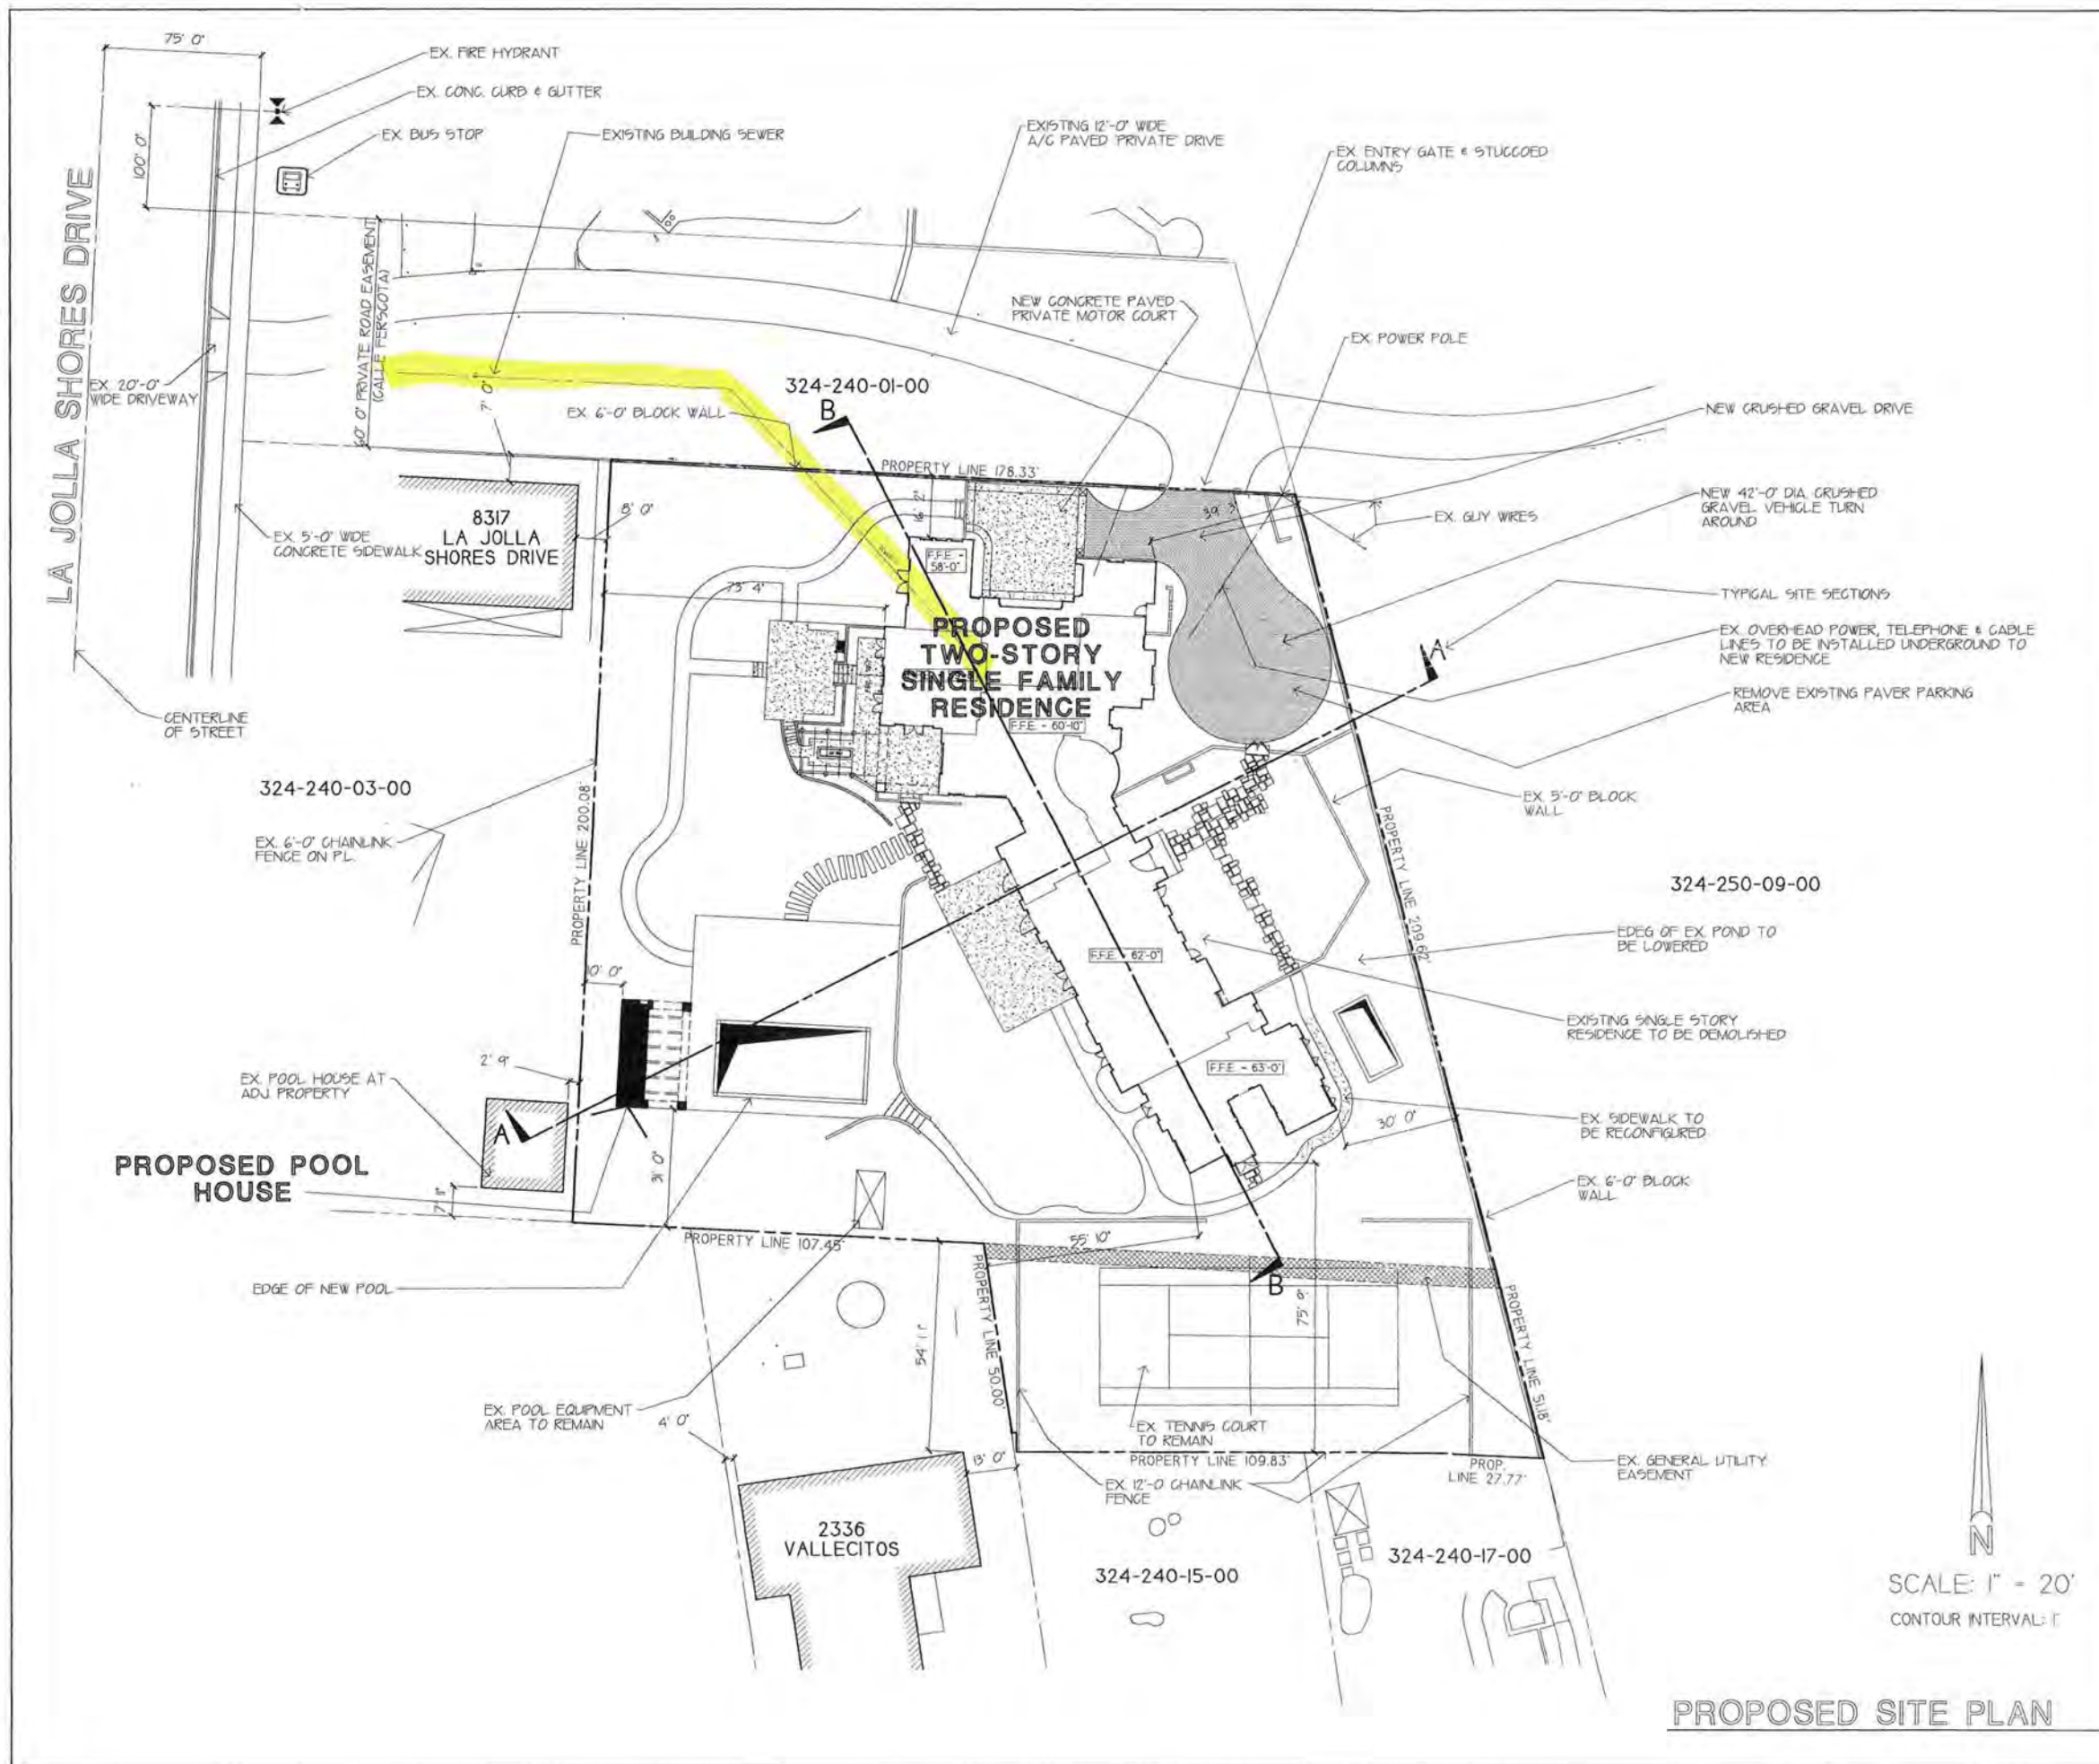 75' 0"
EX. FIRE HYDRANT
EX. CONC. CURB & GUTTER
EX. BUS STOP
EXISTING BUILDING SEWER
EXISTING 12'-0" WIDE
A/C PAVED 'PRIVATE' DRIVE
EX. ENTRY GATE & STUCCOED
COLUMNS
100' 0"
LA JOLLA SHORES DRIVE
60' 0" PRIVATE ROAD EASEMENT
(CALLE FERSCOTA)
NEW CONCRETE PAVED
PRIVATE MOTOR COURT
EX. POWER POLE
EX. 20'-0"
WIDE DRIVEWAY
7' 0"
324-240-01-00
B
EX. 6'-0" BLOCK WALL
NEW CRUSHED GRAVEL DRIVE
PROPERTY LINE 178.33'
8317
LA JOLLA
SHORES DRIVE
8' 0"
16' 2"
39' 3"
NEW 42'-0" DIA. CRUSHED
GRAVEL VEHICLE TURN
AROUND
EX. GUY WIRES
EX. 5'-0" WIDE
CONCRETE SIDEWALK
F.F.E. -
58'-0"
73' 4"
TYPICAL SITE SECTIONS
PROPOSED
TWO-STORY
SINGLE FAMILY
RESIDENCE
F.F.E. - 60'-10"
A
EX. OVERHEAD POWER, TELEPHONE & CABLE
LINES TO BE INSTALLED UNDERGROUND TO
NEW RESIDENCE
REMOVE EXISTING PAVER PARKING
AREA
CENTERLINE
OF STREET
324-240-03-00
EX. 6'-0" CHAINLINK
FENCE ON PL.
PROPERTY LINE 200.08'
EX. 5'-0" BLOCK
WALL
PROPERTY LINE 209.62'
324-250-09-00
EDEG OF EX. POND TO
BE LOWERED
F.F.E. - 62'-0"
10' 0"
EXISTING SINGLE STORY
RESIDENCE TO BE DEMOLISHED
2' 9"
F.F.E. - 63'-0"
EX. POOL HOUSE AT
ADJ. PROPERTY
A
EX. SIDEWALK TO
BE RECONFIGURED
30' 0"
PROPOSED POOL
HOUSE
31' 0"
7' 11"
EX. 6'-0" BLOCK
WALL
PROPERTY LINE 107.45'
55' 10"
EDGE OF NEW POOL
B
75' 8"
PROPERTY LINE 50.00'
54' 11"
PROPERTY LINE 51.18'
EX. POOL EQUIPMENT
AREA TO REMAIN
4' 0"
13' 0"
EX. TENNIS COURT
TO REMAIN
PROPERTY LINE 109.83'
PROP.
LINE 27.77'
EX. GENERAL UTILITY
EASEMENT
EX. 12'-0 CHAINLINK
FENCE
2336
VALLECITOS
324-240-15-00
324-240-17-00
N
SCALE: 1" = 20'
CONTOUR INTERVAL: 1'
PROPOSED SITE PLAN